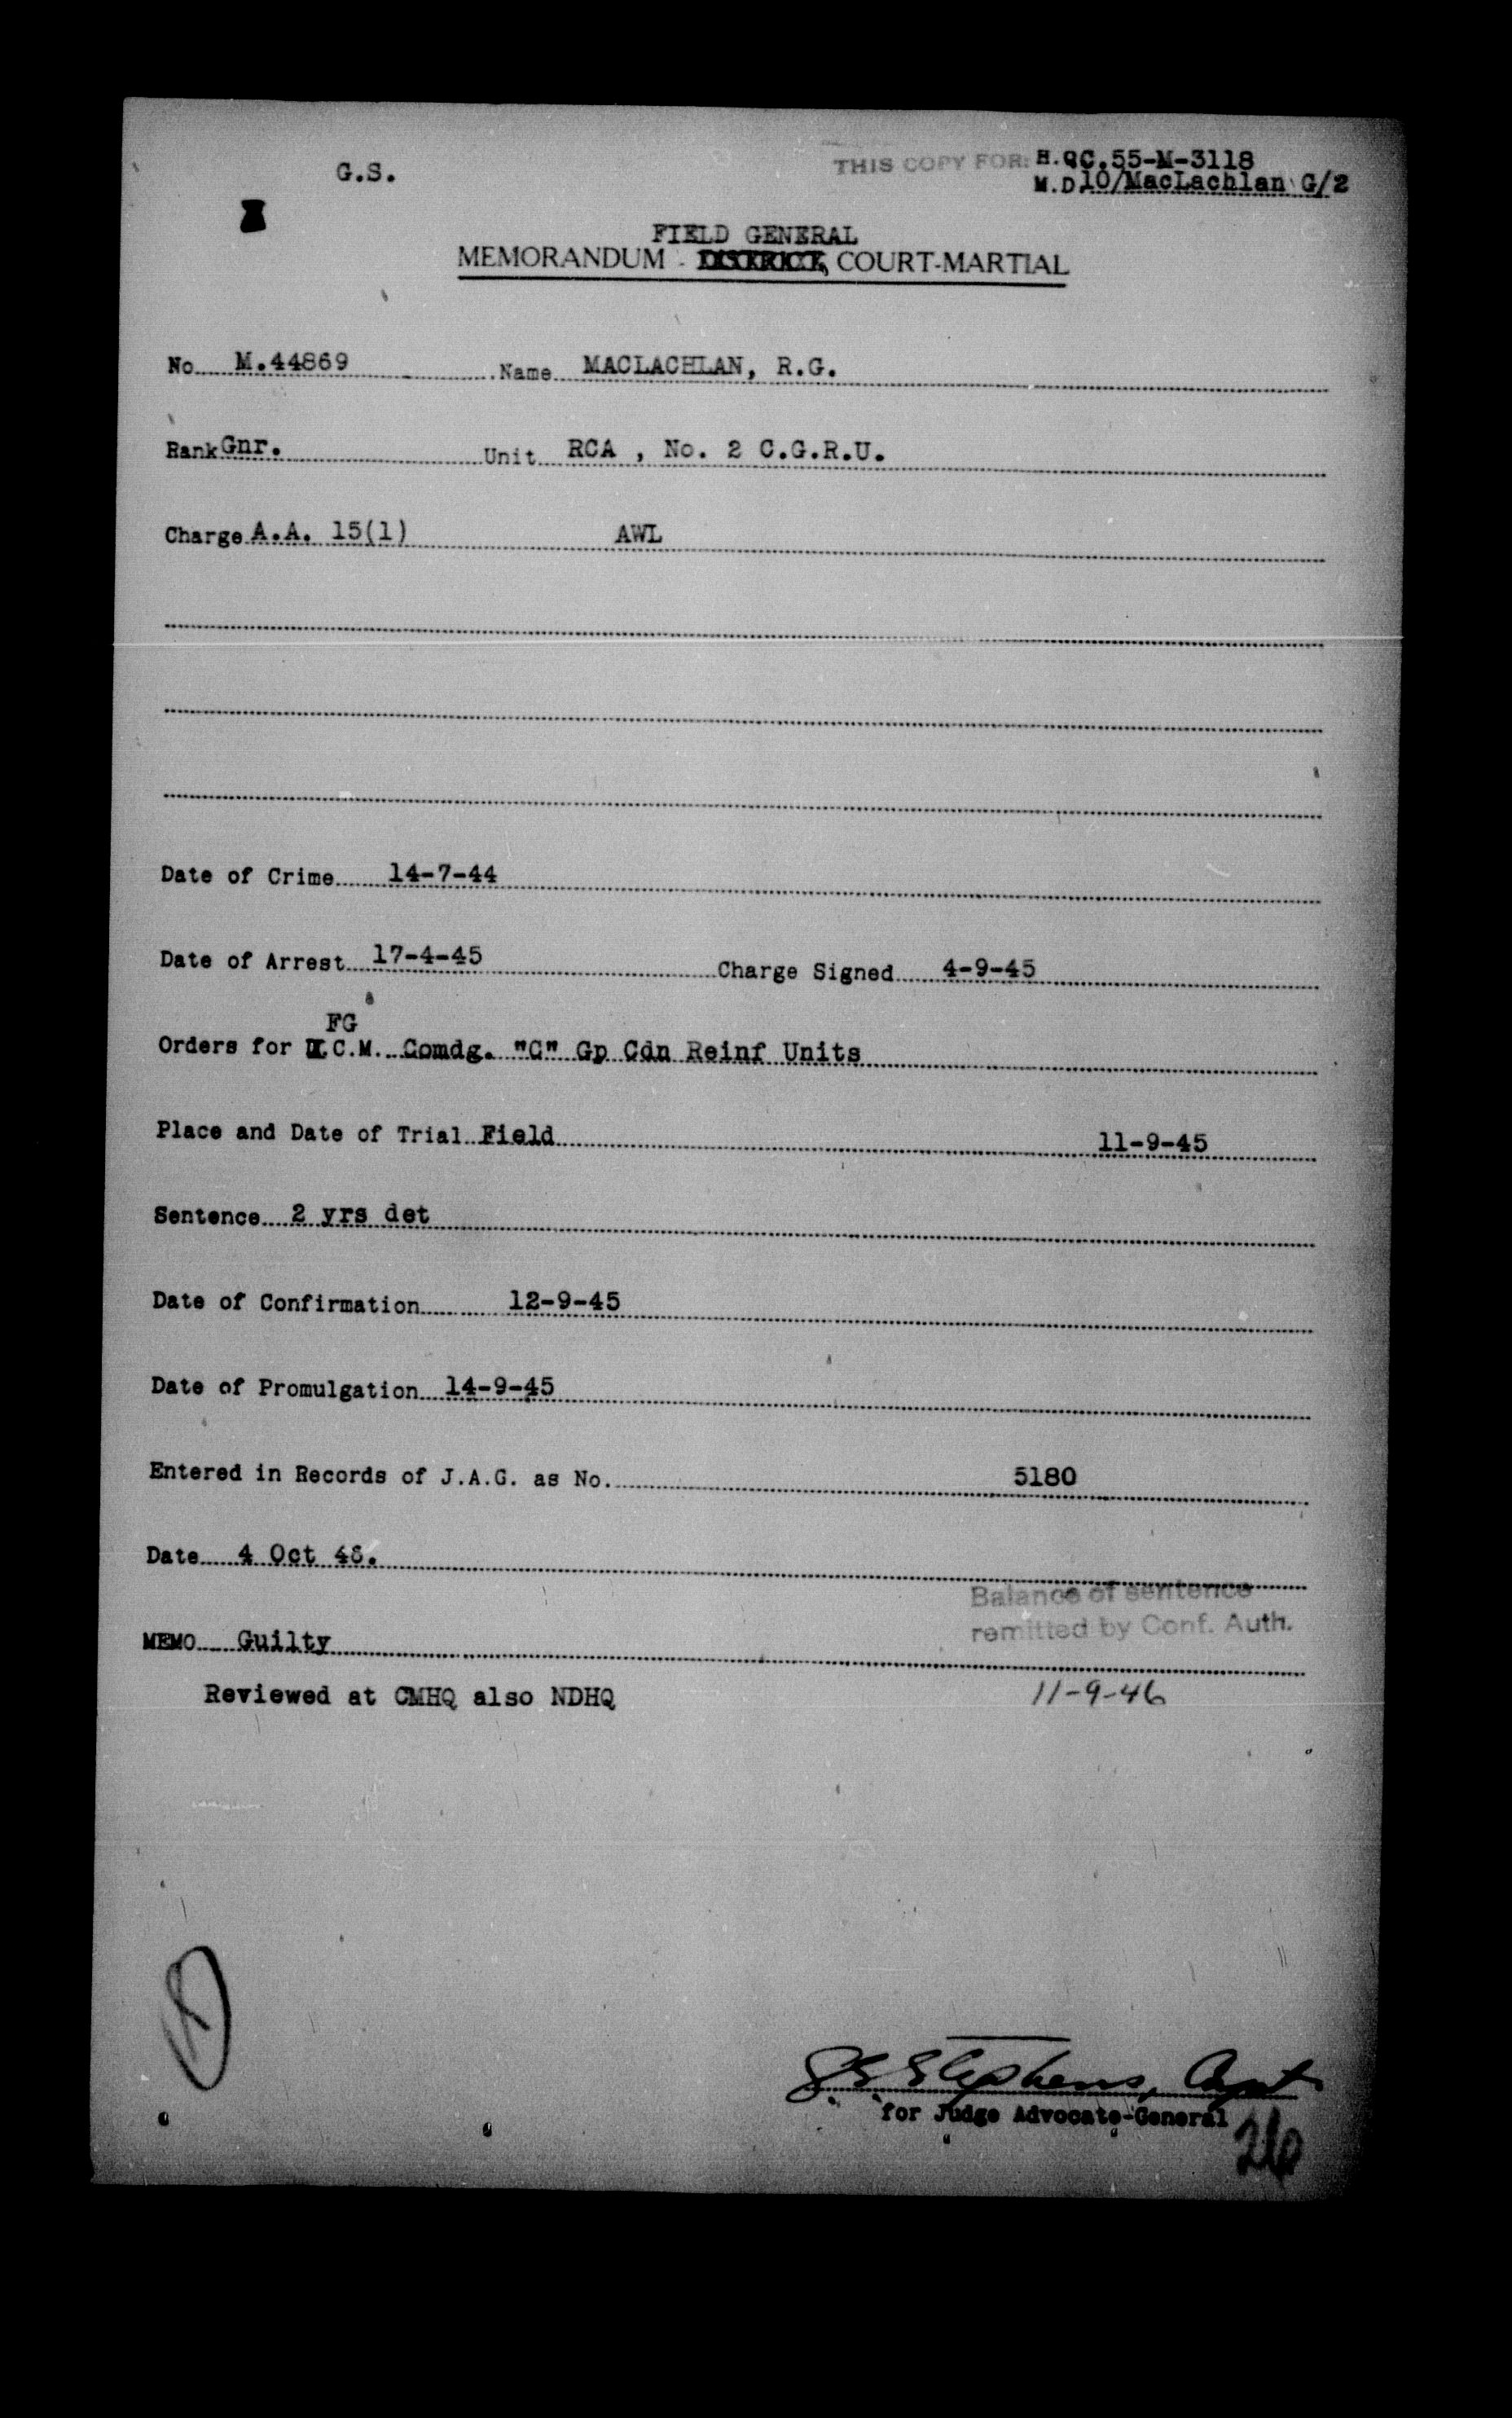 G.S.
THIS COPY FOR: H.QC.55-M-3118
M.D.10/MacLachlan G/2
FIELD GENERAL
MEMORANDUM - DISTRICT COURT-MARTIAL
No. M.44869 Name MACLACHLAN, R.G.
Rank Gnr. Unit RCA , No. 2 C.G.R.U.
Charge A.A. 15(1) AWL
Date of Crime 14-7-44
Date of Arrest 17-4-45 Charge Signed 4-9-45
FG
Orders for D.C.M. Comdg. "C" Gp Cdn Reinf Units
Place and Date of Trial Field 11-9-45
Sentence 2 yrs det
Date of Confirmation 12-9-45
Date of Promulgation 14-9-45
Entered in Records of J.A.G. as No. 5180
Date 4 Oct
Balance of sentence
remitted by Conf. Auth.
MEMO Guilty
Reviewed at CMHQ also NDHQ 11-9-46
Stephens, Capt
for Judge Advocate-General
26